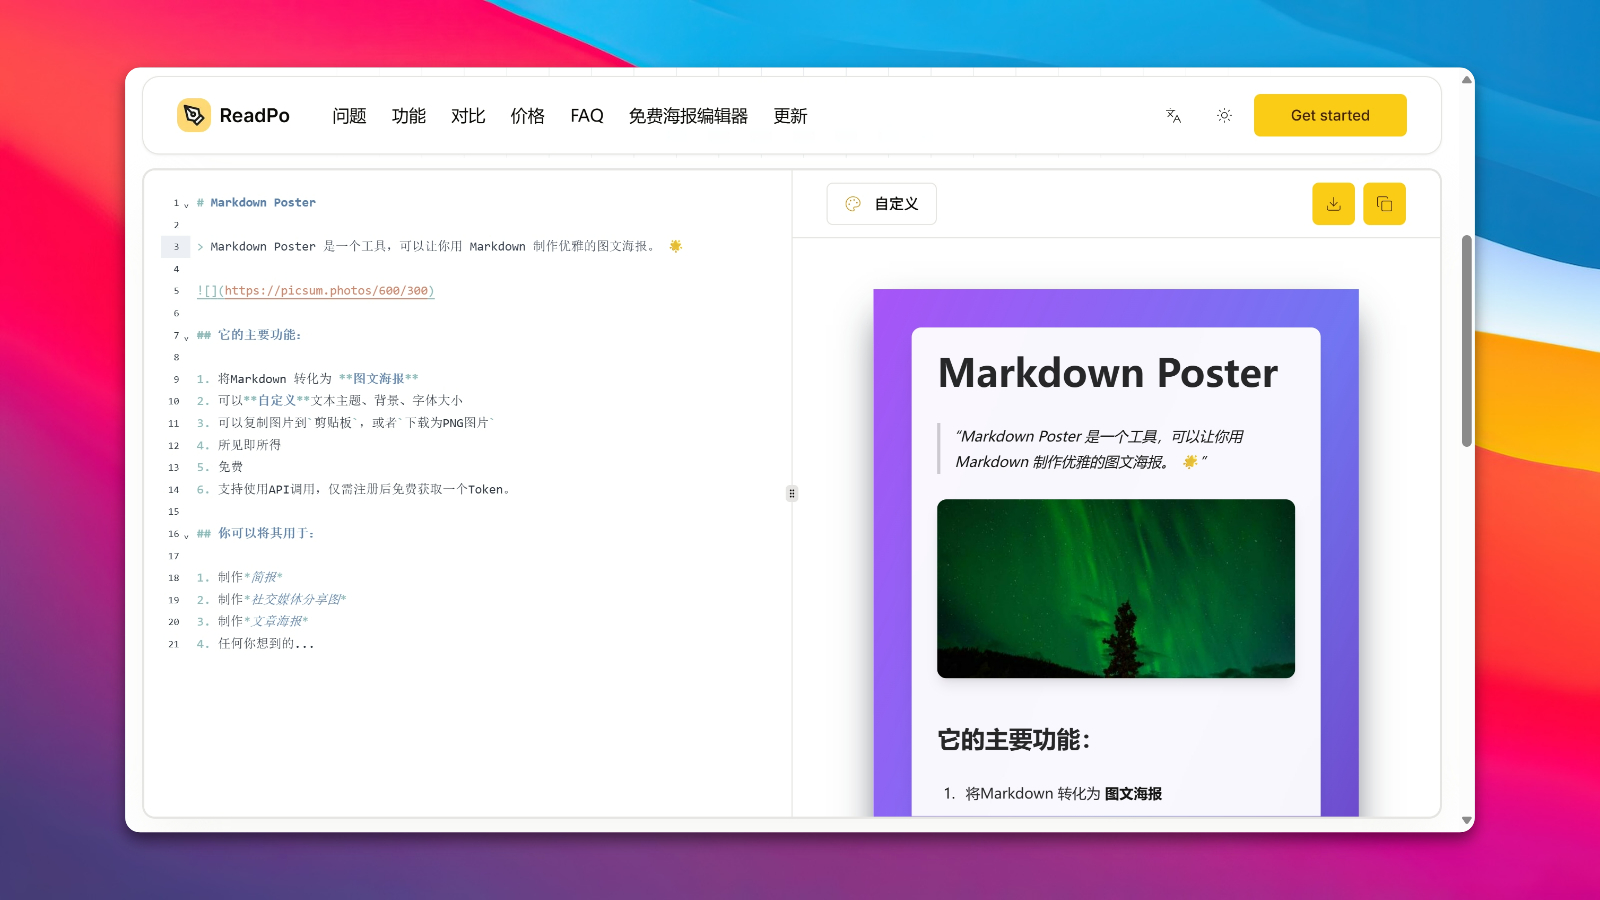 ReadPo
问题 功能 对比 价格 FAQ 免费海报编辑器 更新
Get started
1 # Markdown Poster
2
3 > Markdown Poster 是一个工具，可以让你用 Markdown 制作优雅的图文海报。 🌟
4
5 ![](https://picsum.photos/600/300)
6
7 ## 它的主要功能：
8
9 1. 将Markdown 转化为 **图文海报**
10 2. 可以**自定义**文本主题、背景、字体大小
11 3. 可以复制图片到`剪贴板`，或者`下载为PNG图片`
12 4. 所见即所得
13 5. 免费
14 6. 支持使用API调用，仅需注册后免费获取一个Token。
15
16 ## 你可以将其用于：
17
18 1. 制作*简报*
19 2. 制作*社交媒体分享图*
20 3. 制作*文章海报*
21 4. 任何你想到的...
自定义
Markdown Poster
“Markdown Poster 是一个工具，可以让你用
Markdown 制作优雅的图文海报。 🌟 ”
它的主要功能：
1. 将Markdown 转化为 图文海报